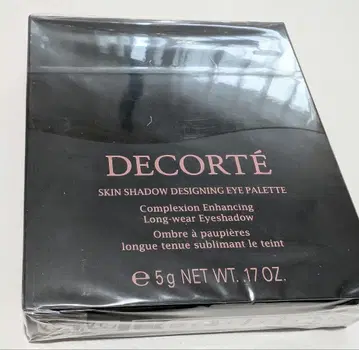 DECORTÉ
SKIN SHADOW DESIGNING EYE PALETTE
Complexion Enhancing
Long-wear Eyeshadow
Ombre à paupières
longue tenue sublimant le teint
℮ 5g NET WT. .17 OZ.